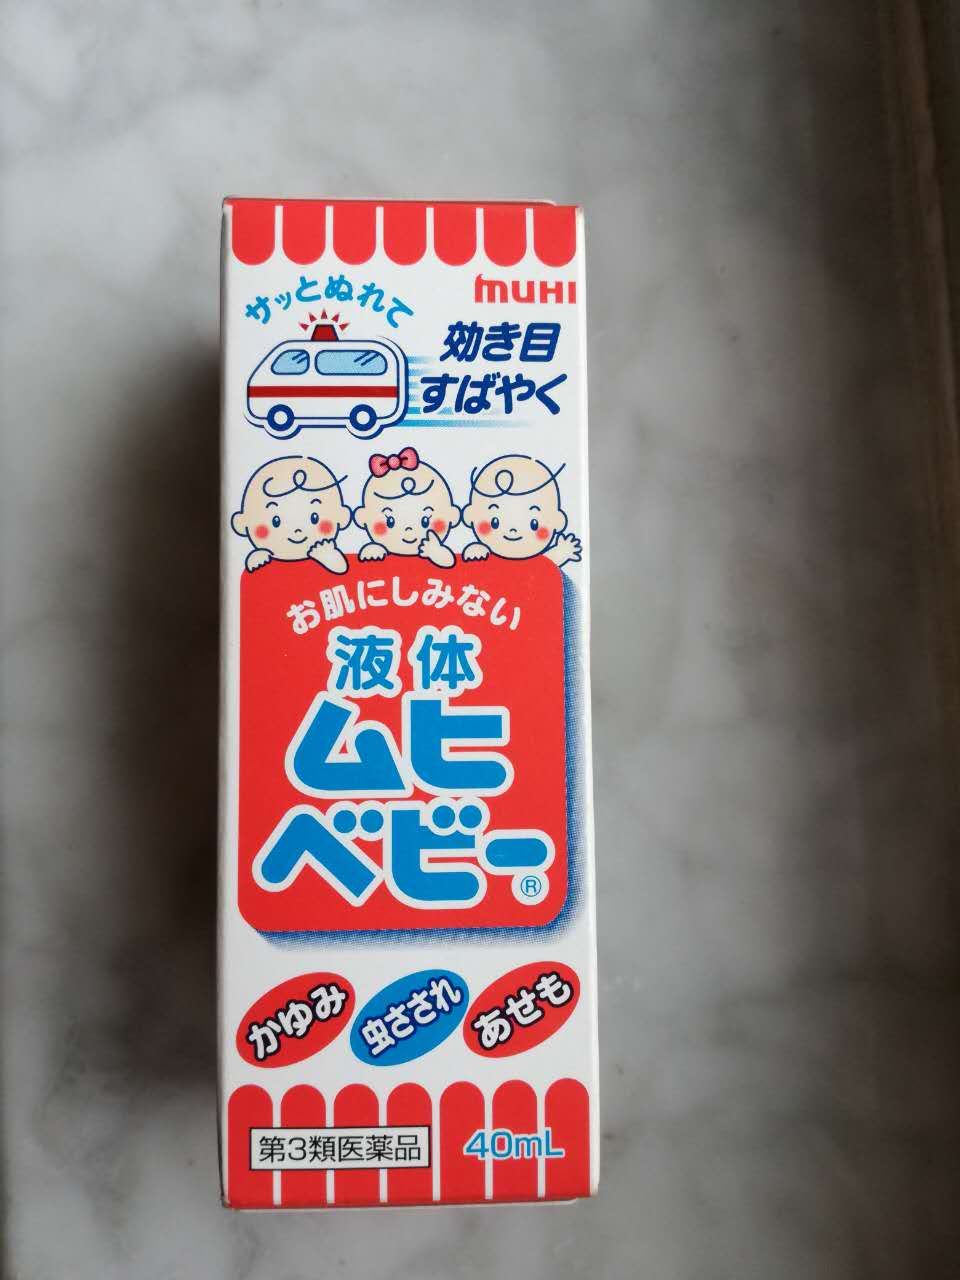 muHI
サッとぬれて
効き目
すばやく
お肌にしみない
液体
ムヒ
ベビー®
かゆみ
虫さされ
あせも
第3類医薬品
40mL